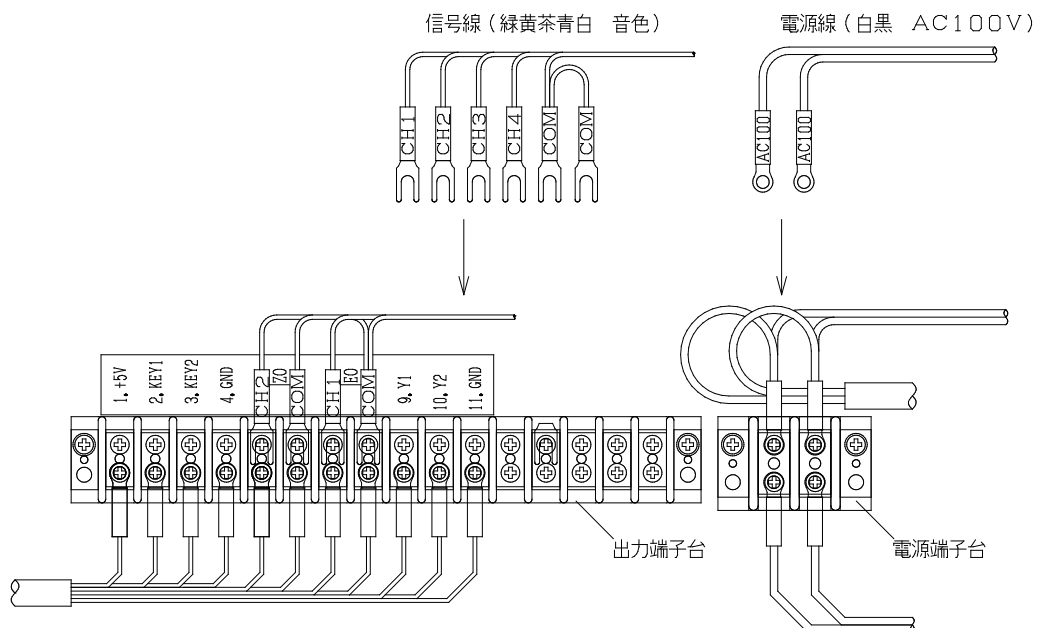 信号線（緑黄茶青白　音色）
電源線（白黒　AC100V）
CH1
CH2
CH3
CH4
COM
COM
AC100
AC100
1.+5V
2.KEY1
3.KEY2
4.GND
CH2
ZO
COM
CH1
EO
COM
9.Y1
10.Y2
11.GND
出力端子台
電源端子台